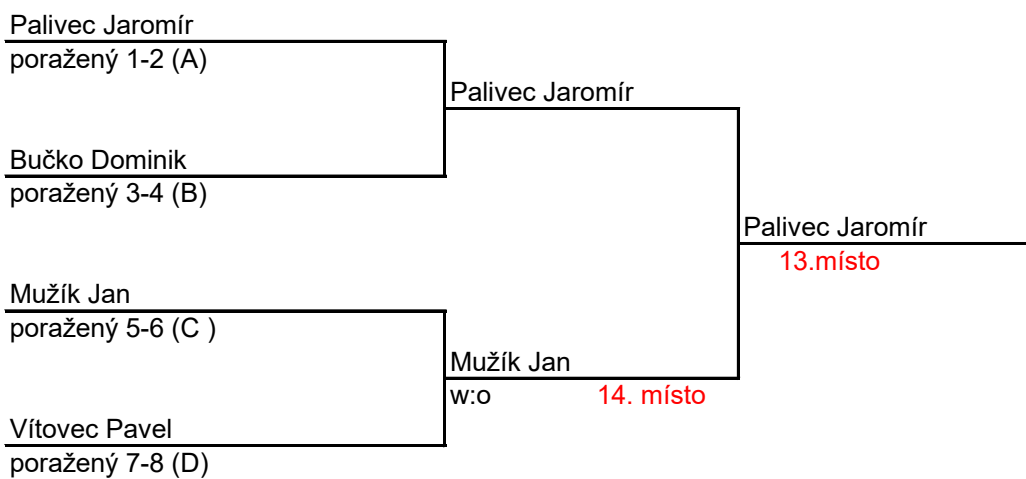 Palivec Jaromír
poražený 1-2 (A)
Palivec Jaromír
Bučko Dominik
poražený 3-4 (B)
Palivec Jaromír
13.místo
Mužík Jan
poražený 5-6 (C )
Mužík Jan
w:o 14. místo
Vítovec Pavel
poražený 7-8 (D)